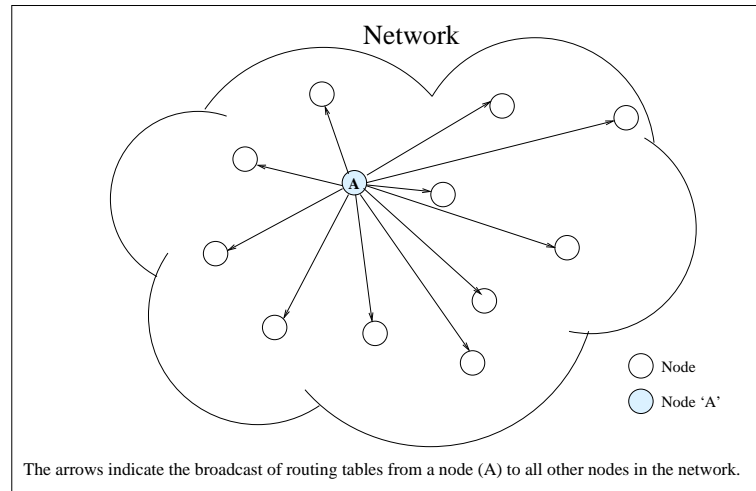 Network
A
Node
Node ‘A’
The arrows indicate the broadcast of routing tables from a node (A) to all other nodes in the network.